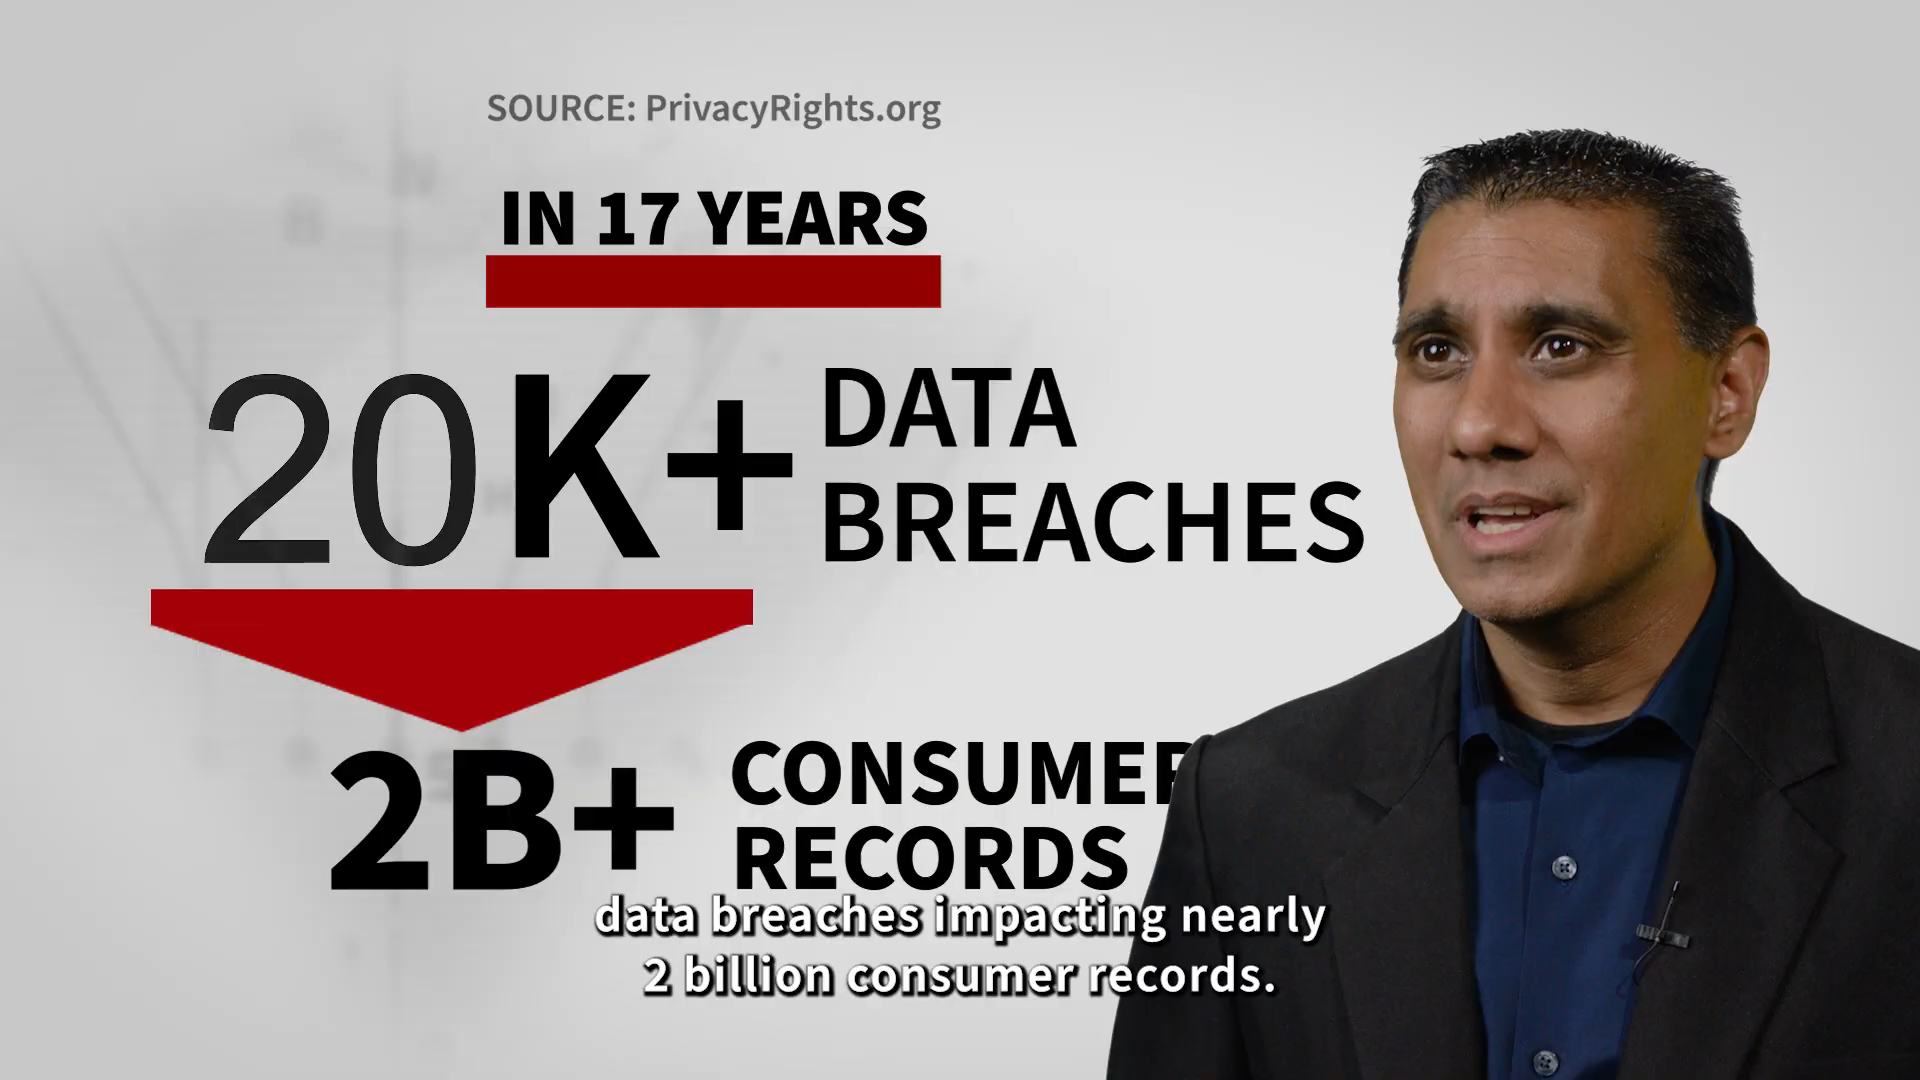 SOURCE: PrivacyRights.org
IN 17 YEARS
20K+ DATA
BREACHES
2B+ CONSUMER
RECORDS
data breaches impacting nearly
2 billion consumer records.